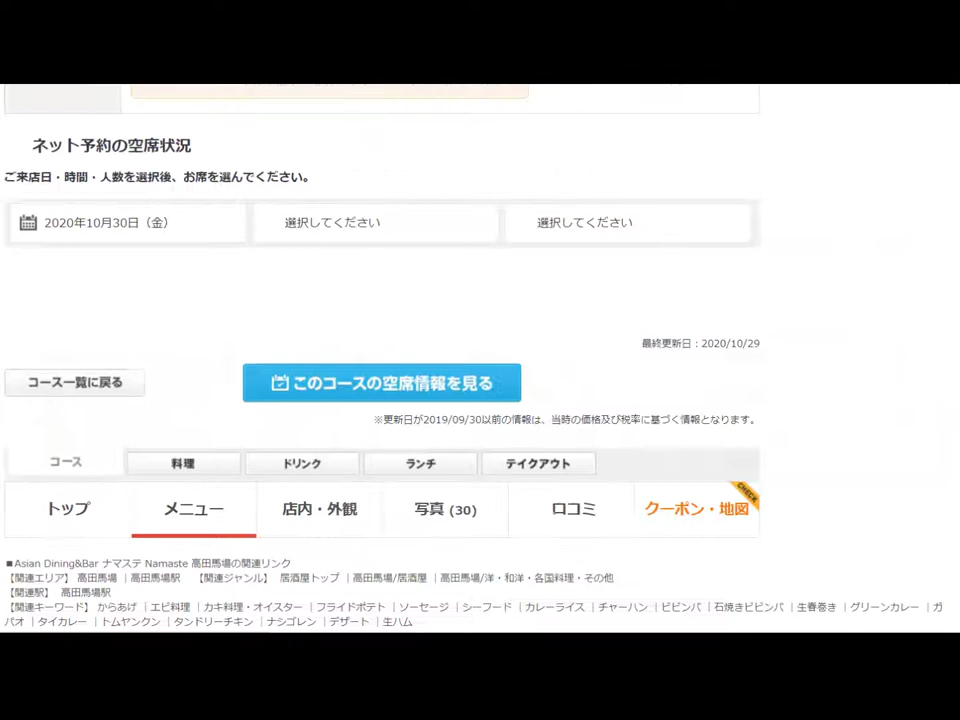 ネット予約の空席状況
ご来店日・時間・人数を選択後、お席を選んでください。
2020年10月30日（金）
選択してください
選択してください
最終更新日：2020/10/29
コース一覧に戻る
このコースの空席情報を見る
※更新日が2019/09/30以前の情報は、当時の価格及び税率に基づく情報となります。
コース
料理
ドリンク
ランチ
テイクアウト
トップ
メニュー
店内・外観
写真 (30)
口コミ
クーポン・地図
CHECK
■Asian Dining&Bar ナマステ Namaste 高田馬場の関連リンク
【関連エリア】 高田馬場 ｜高田馬場駅 【関連ジャンル】 居酒屋トップ ｜高田馬場/居酒屋 ｜高田馬場/洋・和洋・各国料理・その他
【関連駅】 高田馬場駅
【関連キーワード】 からあげ ｜エビ料理 ｜カキ料理・オイスター ｜フライドポテト ｜ソーセージ ｜シーフード ｜カレーライス ｜チャーハン ｜ビビンバ ｜石焼きビビンバ ｜生春巻き ｜グリーンカレー ｜ガ
パオ ｜タイカレー ｜トムヤンクン ｜タンドリーチキン ｜ナシゴレン ｜デザート ｜生ハム